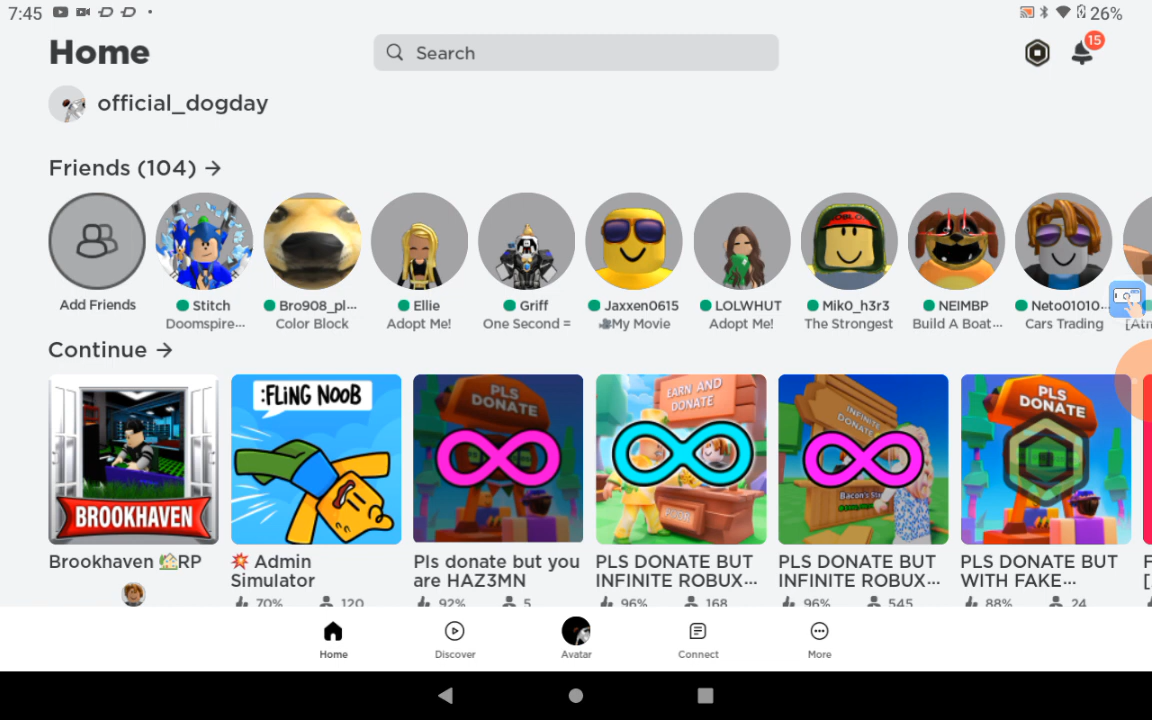 7:45
26%
Home
Search
15
official_dogday
Friends (104) →
Add Friends
Stitch
Doomspire...
Bro908_pl...
Color Block
Ellie
Adopt Me!
Griff
One Second =
Jaxxen0615
🎥My Movie
LOLWHUT
Adopt Me!
Mik0_h3r3
The Strongest
NEIMBP
Build A Boat...
Neto01010...
Cars Trading
Continue →
BROOKHAVEN
:FLiNG NOOB
PLS
DONATE
EARN AND
DONATE
INFINITE
DONATE
Bacon's
PLS
DONATE
Brookhaven 🏡RP
💥 Admin
Simulator
70% 120
Pls donate but you
are HAZ3MN
92% 5
PLS DONATE BUT
INFINITE ROBUX...
96% 168
PLS DONATE BUT
INFINITE ROBUX...
96% 545
PLS DONATE BUT
WITH FAKE...
88% 24
Home
Discover
Avatar
Connect
More